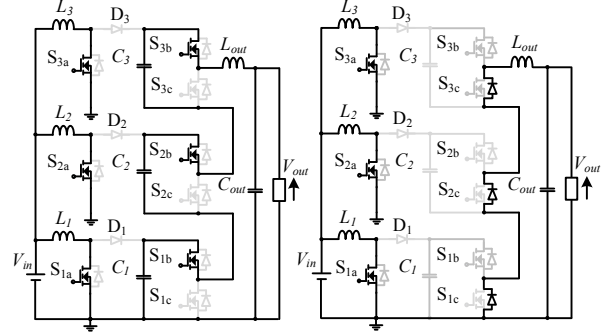 L3 D3 S3b
S3a C3 Lout
S3c
L2 D2 S2b
S2a C2 Vout
S2c Cout
L1 D1
Vin S1b
S1a C1
S1c
L3 D3 S3b
S3a C3 Lout
S3c
L2 D2 S2b
S2a C2 Vout
S2c Cout
L1 D1
Vin S1b
S1a C1
S1c